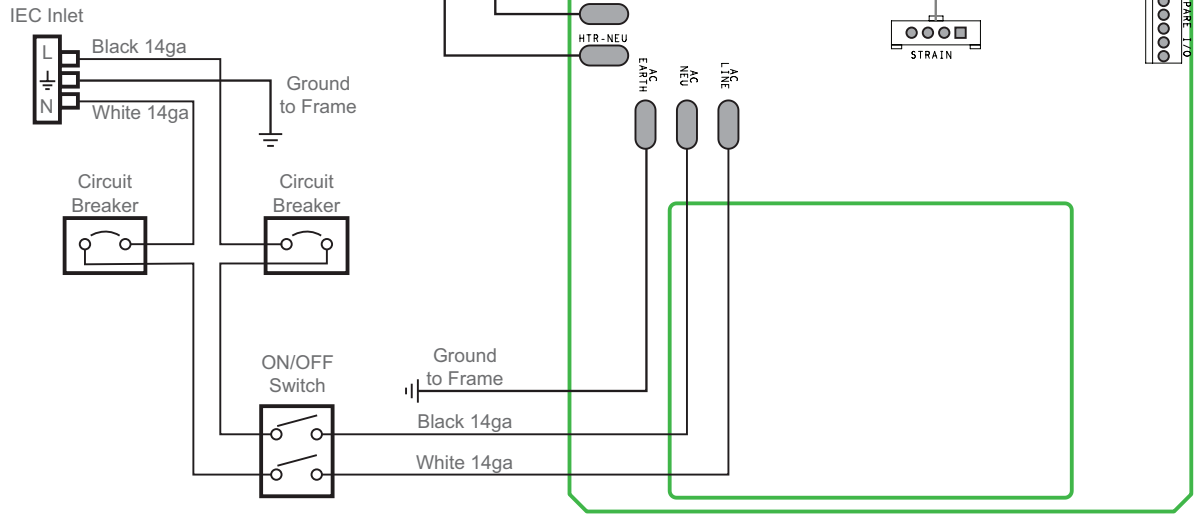 IEC Inlet
L
N
Black 14ga
White 14ga
Ground
to Frame
Circuit
Breaker
Circuit
Breaker
ON/OFF
Switch
Ground
to Frame
Black 14ga
White 14ga
HTR-NEU
AC
EARTH
AC
NEU
AC
LINE
STRAIN
PARE I/O